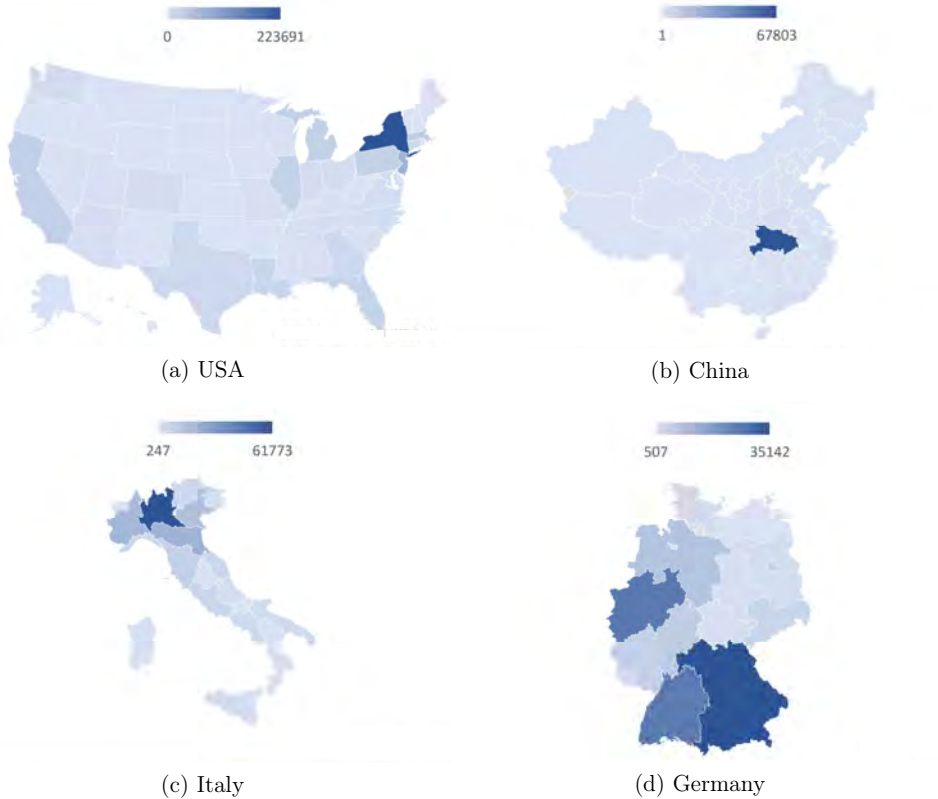 0 223691
1 67803
(a) USA
(b) China
247 61773
507 35142
(c) Italy
(d) Germany